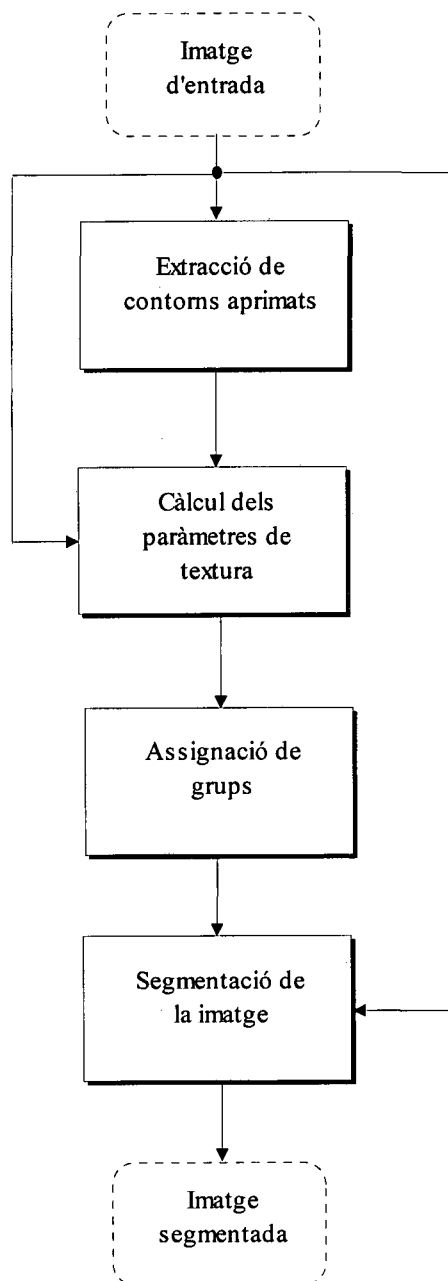 Imatge
d'entrada
Extracció de
contorns aprimats
Càlcul dels
paràmetres de
textura
Assignació de
grups
Segmentació de
la imatge
Imatge
segmentada